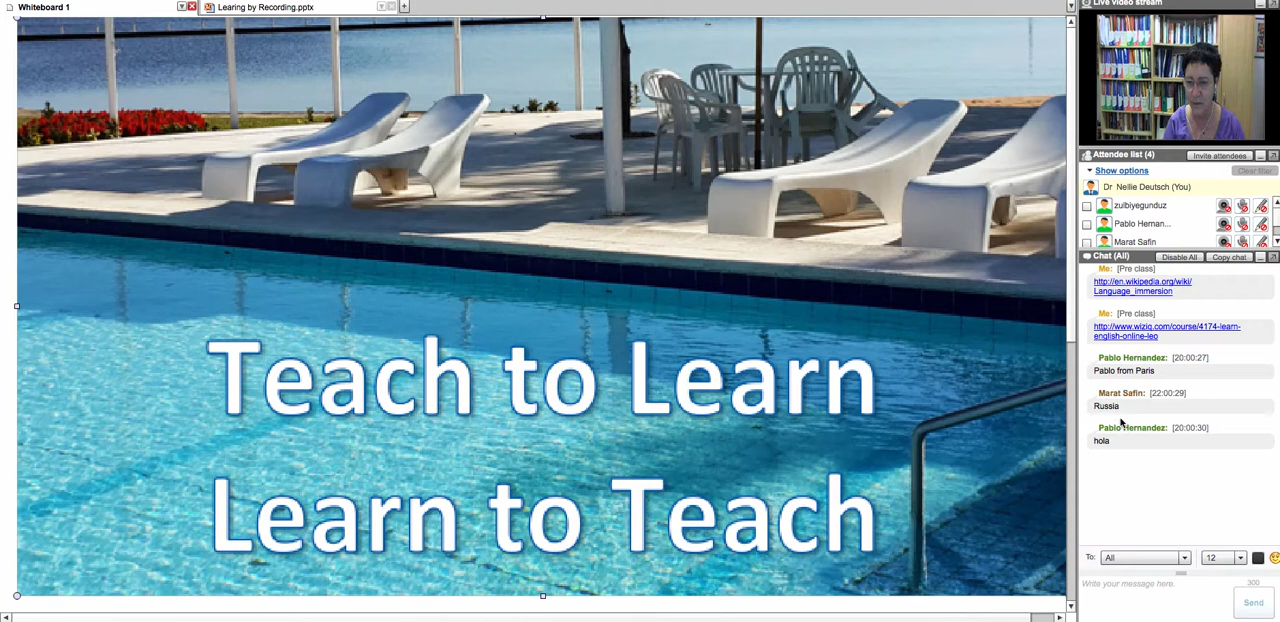 Whiteboard 1
Learing by Recording.pptx
Live video stream
Attendee list (4)
Invite attendees
Show options
Clear
Dr Nellie Deutsch (You)
zulbiyegunduz
Pablo Hernan...
Marat Safin
Chat (All)
Disable All
Copy chat
Me: [Pre class]
http://en.wikipedia.org/wiki/
Language_immersion
Me: [Pre class]
http://www.wiziq.com/course/4174-learn-
english-online-leo
Pablo Hernandez: [20:00:27]
Pablo from Paris
Marat Safin: [22:00:29]
Russia
Pablo Hernandez: [20:00:30]
hola
Teach to Learn
Learn to Teach
To:
All
12
Write your message here.
300
Send